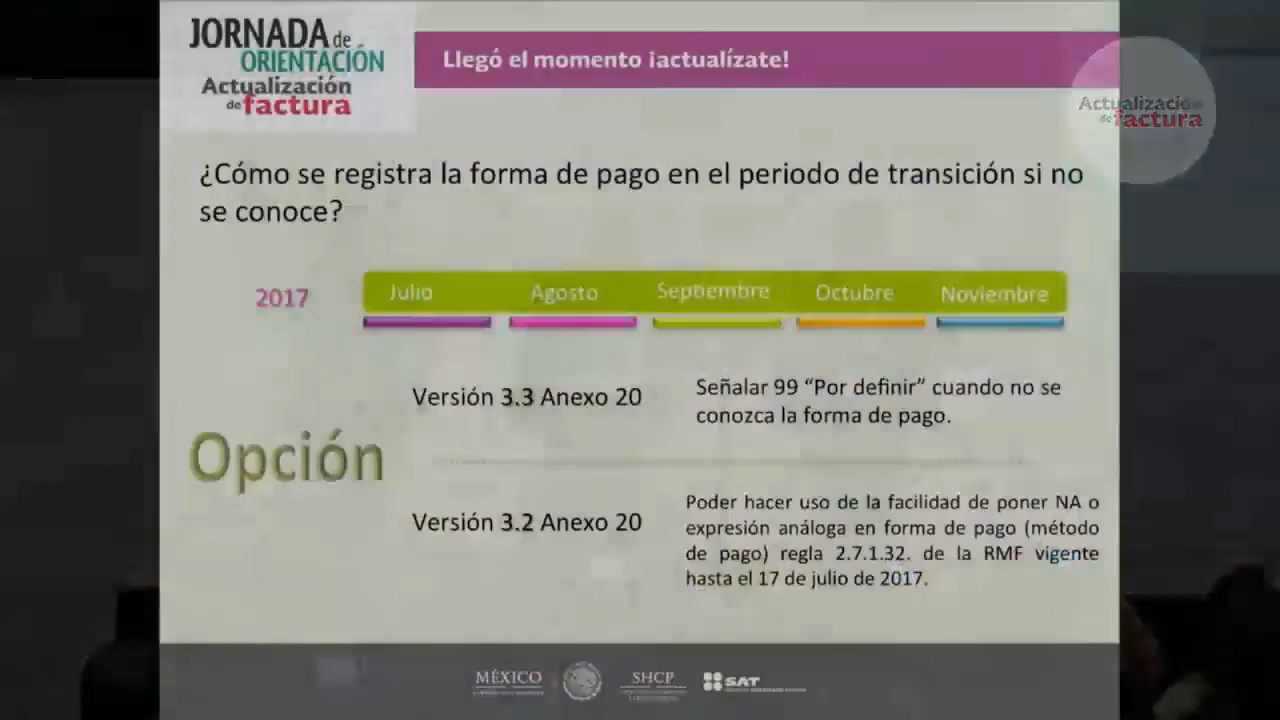 JORNADA de
ORIENTACIÓN
Actualización
de factura
Llegó el momento ¡actualízate!
Actualización
de factura
¿Cómo se registra la forma de pago en el periodo de transición si no
se conoce?
2017
Julio
Agosto
Septiembre
Octubre
Noviembre
Opción
Versión 3.3 Anexo 20
Señalar 99 “Por definir” cuando no se
conozca la forma de pago.
Versión 3.2 Anexo 20
Poder hacer uso de la facilidad de poner NA o
expresión análoga en forma de pago (método
de pago) regla 2.7.1.32. de la RMF vigente
hasta el 17 de julio de 2017.
MÉXICO
SHCP
SAT